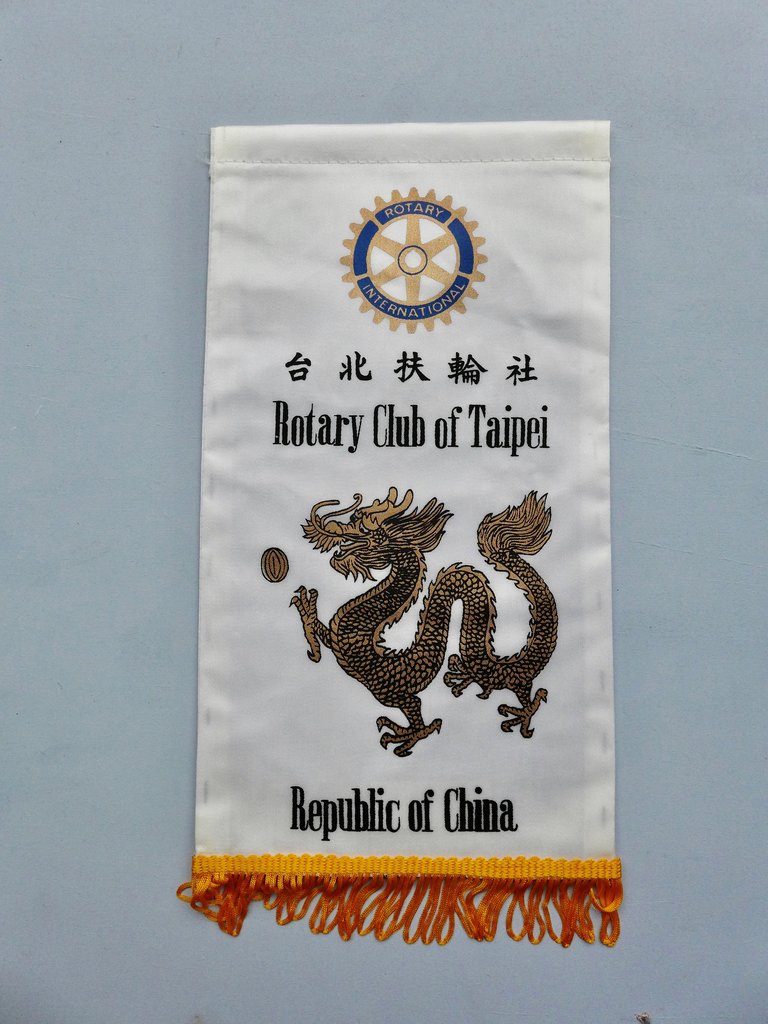 ROTARY
INTERNATIONAL
台北扶輪社
Rotary Club of Taipei
Republic of China